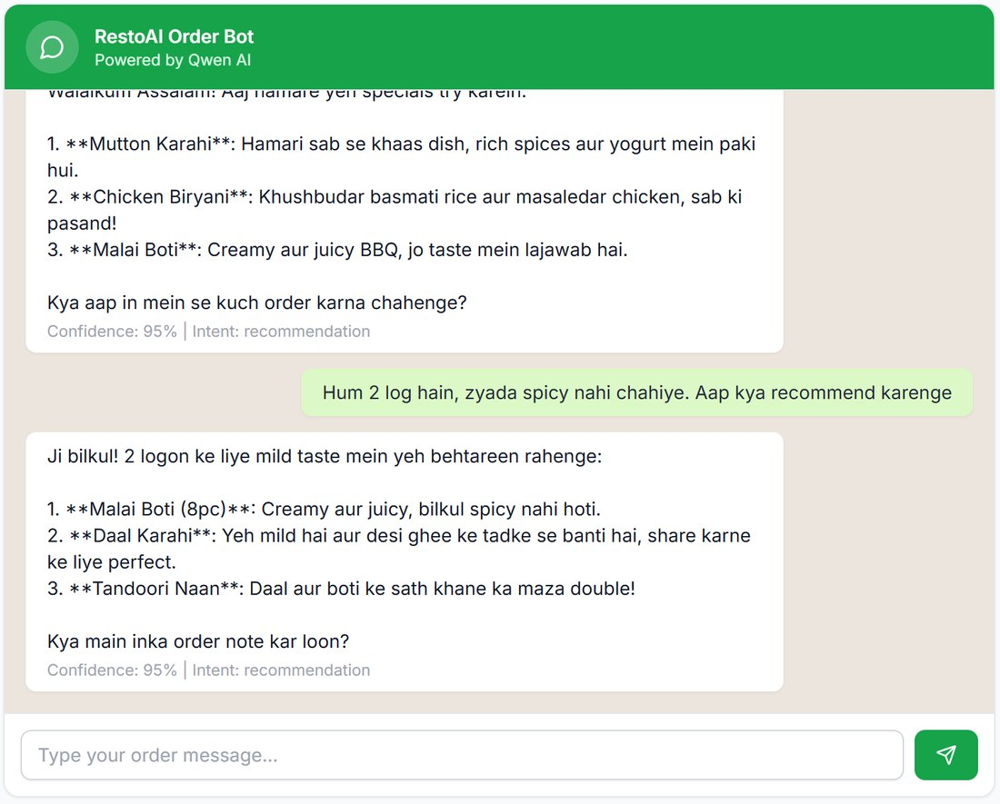 RestoAI Order Bot
Powered by Qwen AI
Walaikum Assalam! Aaj hamare yeh specials try karein:
1. **Mutton Karahi**: Hamari sab se khaas dish, rich spices aur yogurt mein paki
hui.
2. **Chicken Biryani**: Khushbudar basmati rice aur masaledar chicken, sab ki
pasand!
3. **Malai Boti**: Creamy aur juicy BBQ, jo taste mein lajawab hai.
Kya aap in mein se kuch order karna chahenge?
Confidence: 95% | Intent: recommendation
Hum 2 log hain, zyada spicy nahi chahiye. Aap kya recommend karenge
Ji bilkul! 2 logon ke liye mild taste mein yeh behtareen rahenge:
1. **Malai Boti (8pc)**: Creamy aur juicy, bilkul spicy nahi hoti.
2. **Daal Karahi**: Yeh mild hai aur desi ghee ke tadke se banti hai, share karne
ke liye perfect.
3. **Tandoori Naan**: Daal aur boti ke sath khane ka maza double!
Kya main inka order note kar loon?
Confidence: 95% | Intent: recommendation
Type your order message...